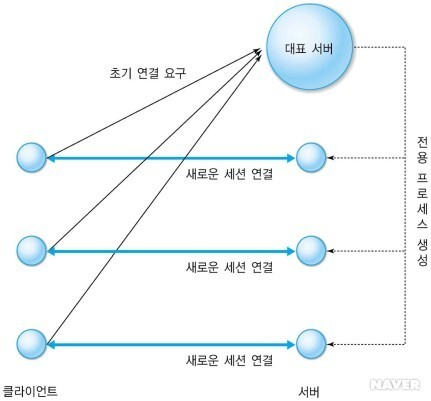 대표 서버
초기 연결 요구
새로운 세션 연결
전용 프로세스 생성
새로운 세션 연결
새로운 세션 연결
클라이언트
서버
NAVER